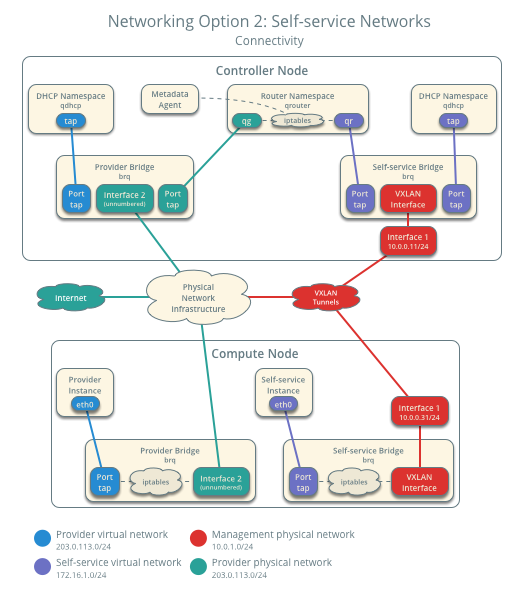 Networking Option 2: Self-service Networks
Connectivity
Controller Node
DHCP Namespace
qdhcp
tap
Metadata
Agent
Router Namespace
qrouter
qg
iptables
qr
DHCP Namespace
qdhcp
tap
Provider Bridge
brq
Port
tap
Interface 2
(unnumbered)
Port
tap
Self-service Bridge
brq
Port
tap
VXLAN
Interface
Port
tap
Interface 1
10.0.0.11/24
Internet
Physical
Network
Infrastructure
VXLAN
Tunnels
Compute Node
Provider
Instance
eth0
Self-service
Instance
eth0
Interface 1
10.0.0.31/24
Provider Bridge
brq
Port
tap
iptables
Interface 2
(unnumbered)
Self-service Bridge
brq
Port
tap
iptables
VXLAN
Interface
Provider virtual network
203.0.113.0/24
Management physical network
10.0.1.0/24
Self-service virtual network
172.16.1.0/24
Provider physical network
203.0.113.0/24